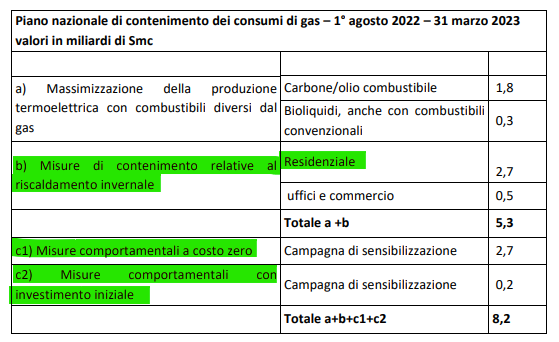 Piano nazionale di contenimento dei consumi di gas – 1° agosto 2022 – 31 marzo 2023
valori in miliardi di Smc
a) Massimizzazione della produzione
termoelettrica con combustibili diversi dal
gas
Carbone/olio combustibile 1,8
Bioliquidi, anche con combustibili
convenzionali
0,3
b) Misure di contenimento relative al
riscaldamento invernale
Residenziale
2,7
uffici e commercio 0,5
Totale a +b 5,3
c1) Misure comportamentali a costo zero Campagna di sensibilizzazione 2,7
c2) Misure comportamentali con
investimento iniziale
Campagna di sensibilizzazione 0,2
Totale a+b+c1+c2 8,2